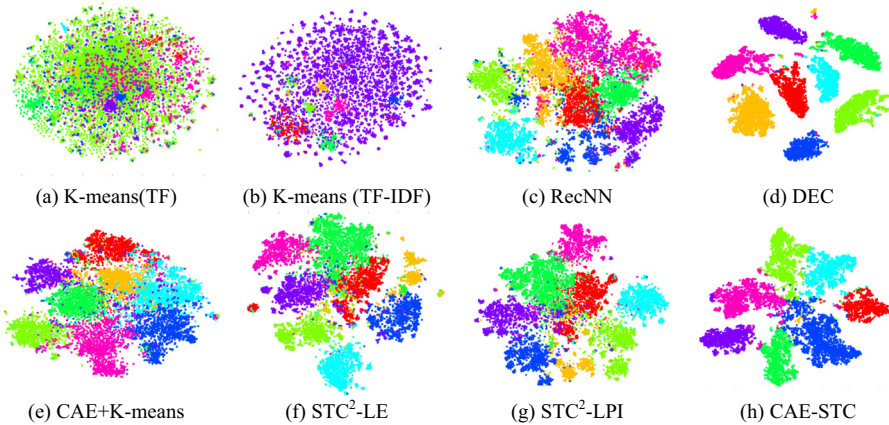 (a) K-means(TF)
(b) K-means (TF-IDF)
(c) RecNN
(d) DEC
(e) CAE+K-means
(f) STC²-LE
(g) STC²-LPI
(h) CAE-STC